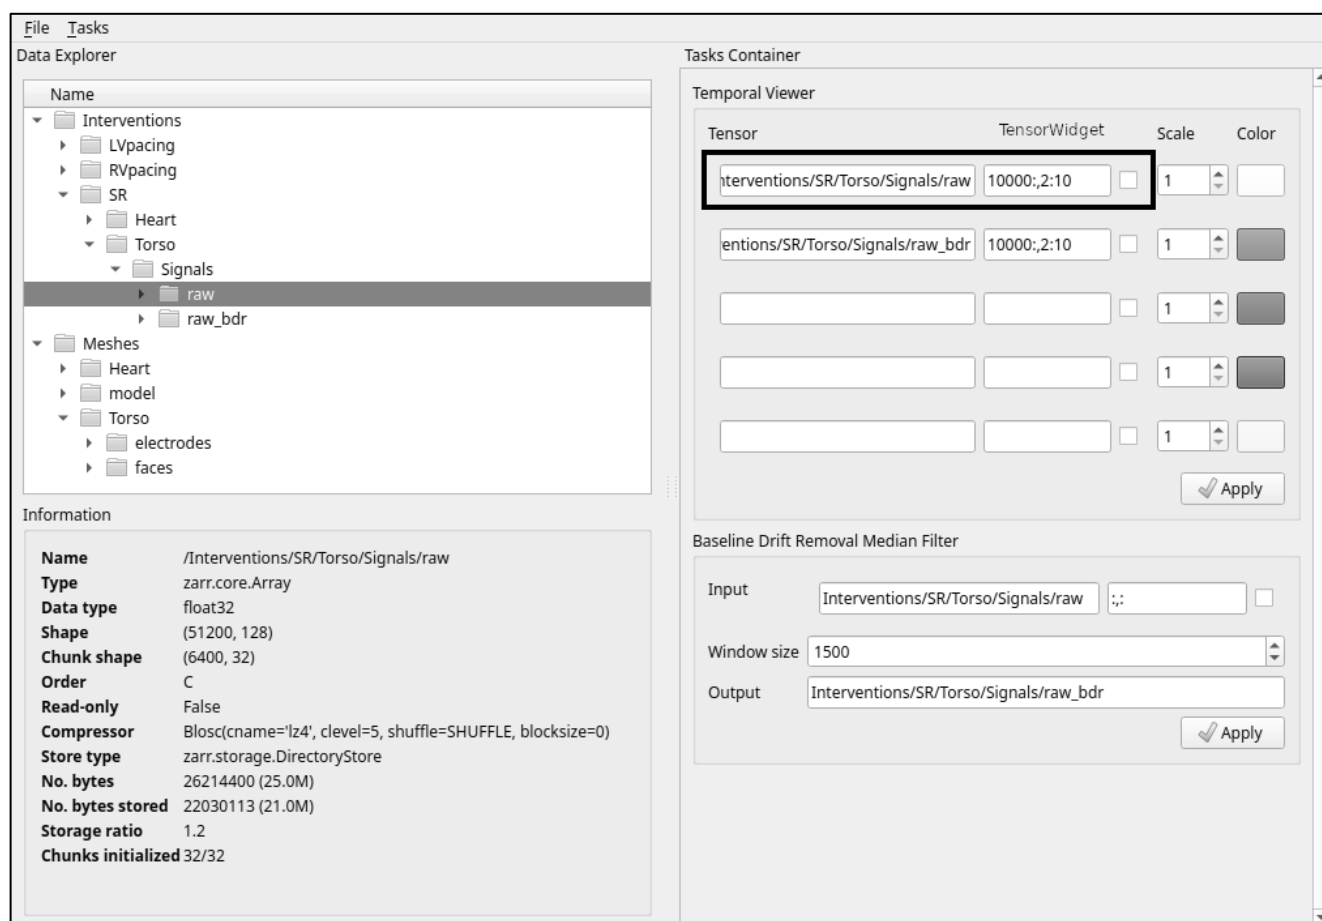 File Tasks
Data Explorer
Name
Interventions
LVpacing
RVpacing
SR
Heart
Torso
Signals
raw
raw_bdr
Meshes
Heart
model
Torso
electrodes
faces
Information
Name /Interventions/SR/Torso/Signals/raw
Type zarr.core.Array
Data type float32
Shape (51200, 128)
Chunk shape (6400, 32)
Order C
Read-only False
Compressor Blosc(cname='lz4', clevel=5, shuffle=SHUFFLE, blocksize=0)
Store type zarr.storage.DirectoryStore
No. bytes 26214400 (25.0M)
No. bytes stored 22030113 (21.0M)
Storage ratio 1.2
Chunks initialized 32/32
Tasks Container
Temporal Viewer
Tensor TensorWidget Scale Color
nterventions/SR/Torso/Signals/raw 10000:,2:10 1
entions/SR/Torso/Signals/raw_bdr 10000:,2:10 1
1
1
1
Apply
Baseline Drift Removal Median Filter
Input Interventions/SR/Torso/Signals/raw :,:
Window size 1500
Output Interventions/SR/Torso/Signals/raw_bdr
Apply